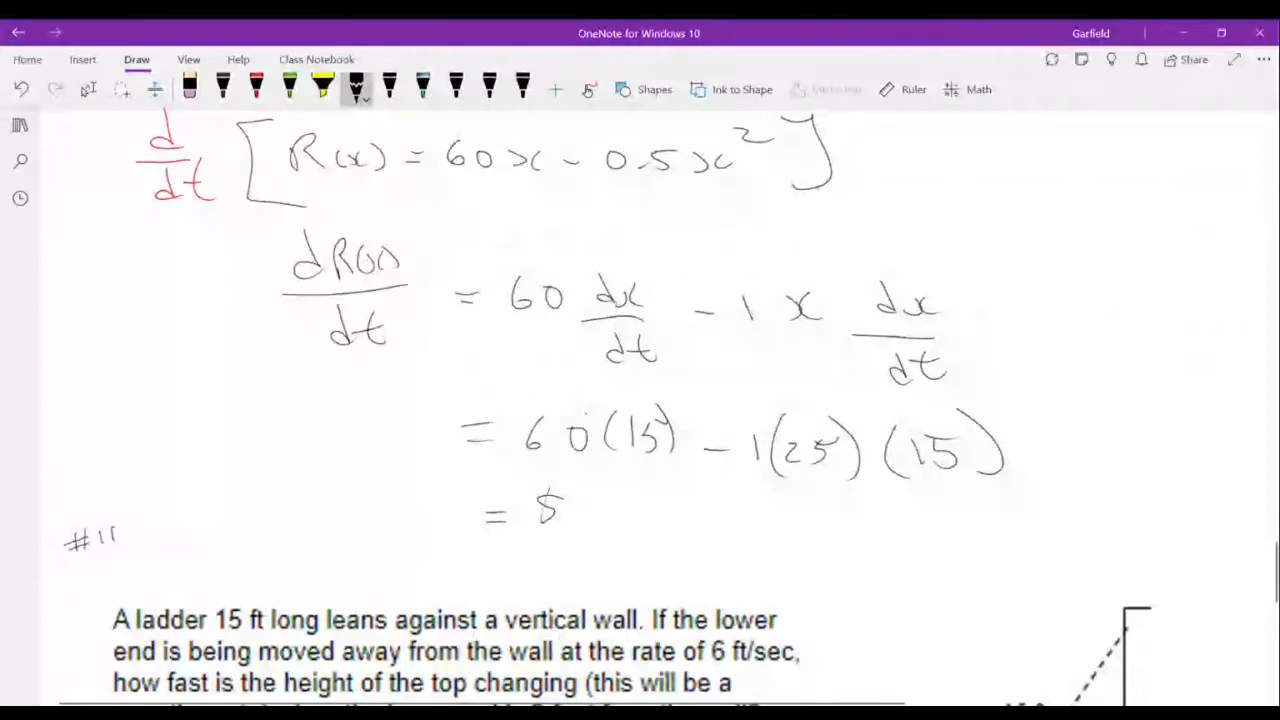 OneNote for Windows 10
Garfield
Home Insert Draw View Help Class Notebook
Share
Shapes Ink to Shape Ruler Math
d/dt [R(x) = 60x - 0.5x²]
dR(x)/dt = 60 dx/dt - 1 x dx/dt
= 60(15) - 1(25)(15)
= $
#11
A ladder 15 ft long leans against a vertical wall. If the lower
end is being moved away from the wall at the rate of 6 ft/sec,
how fast is the height of the top changing (this will be a